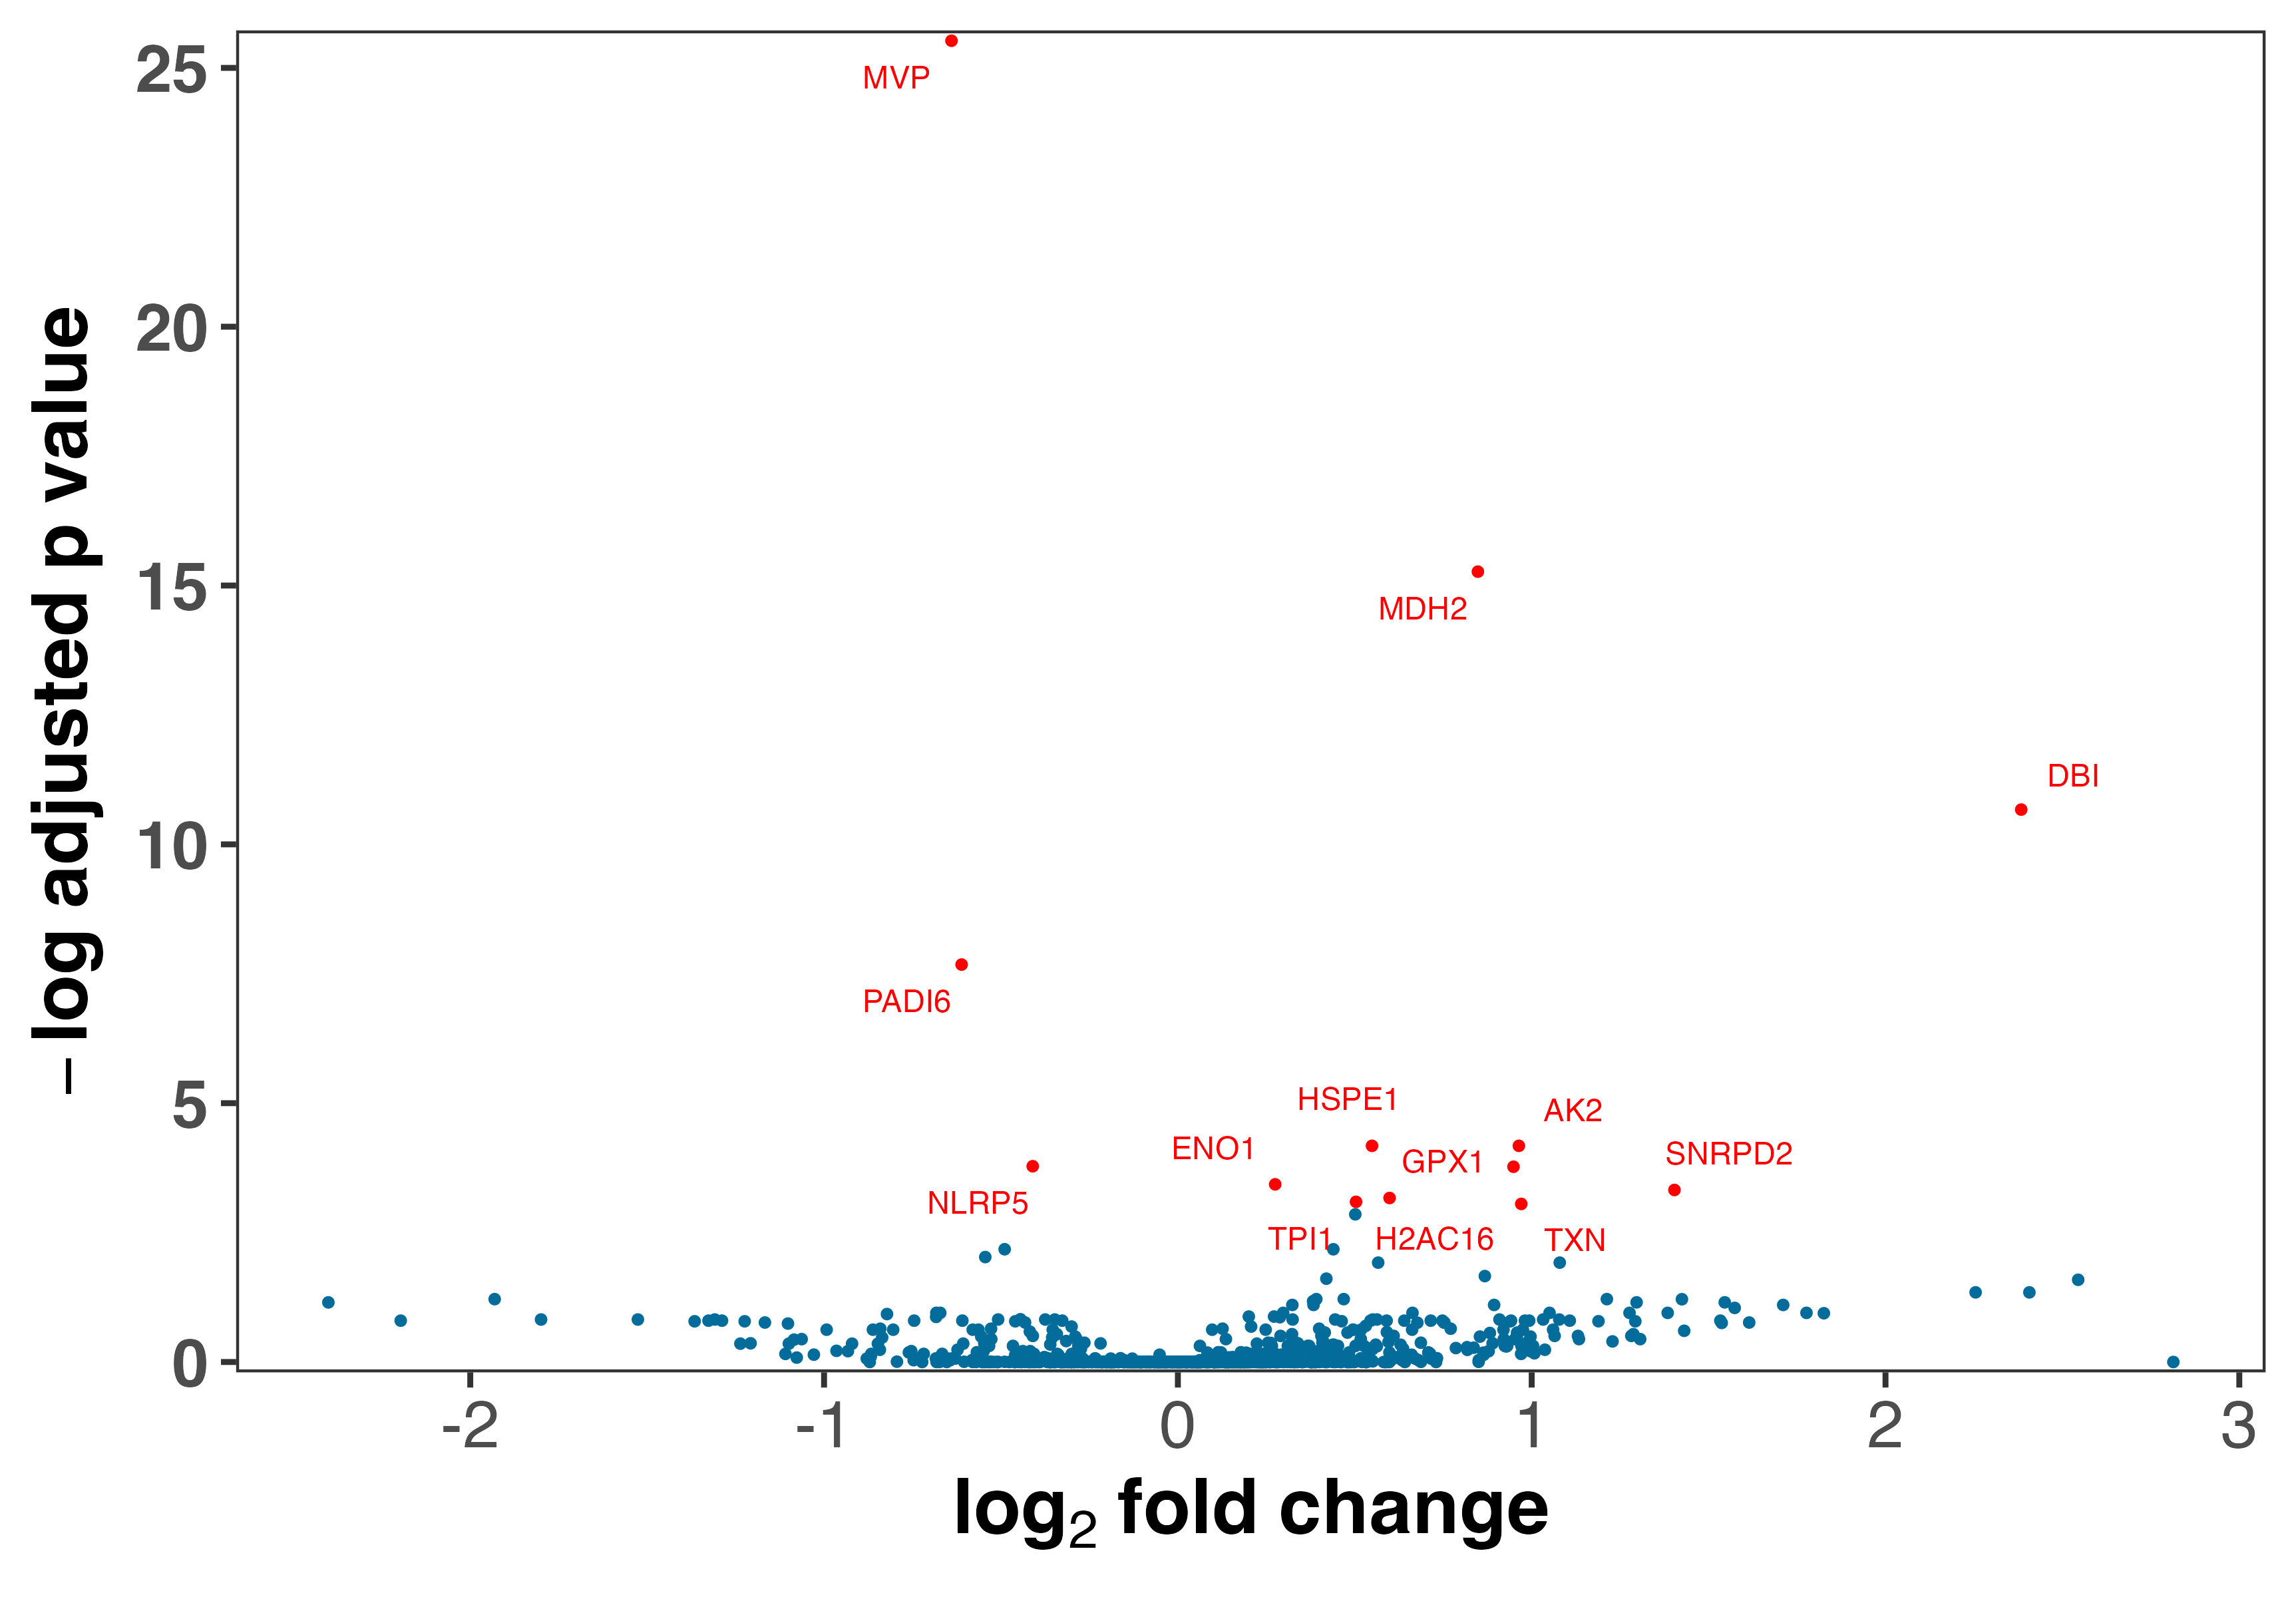 25
20
15
10
5
0
– log adjusted p value
MVP
MDH2
DBI
PADI6
HSPE1
AK2
ENO1
GPX1
SNRPD2
NLRP5
TPI1
H2AC16
TXN
-2
-1
0
1
2
3
log2 fold change